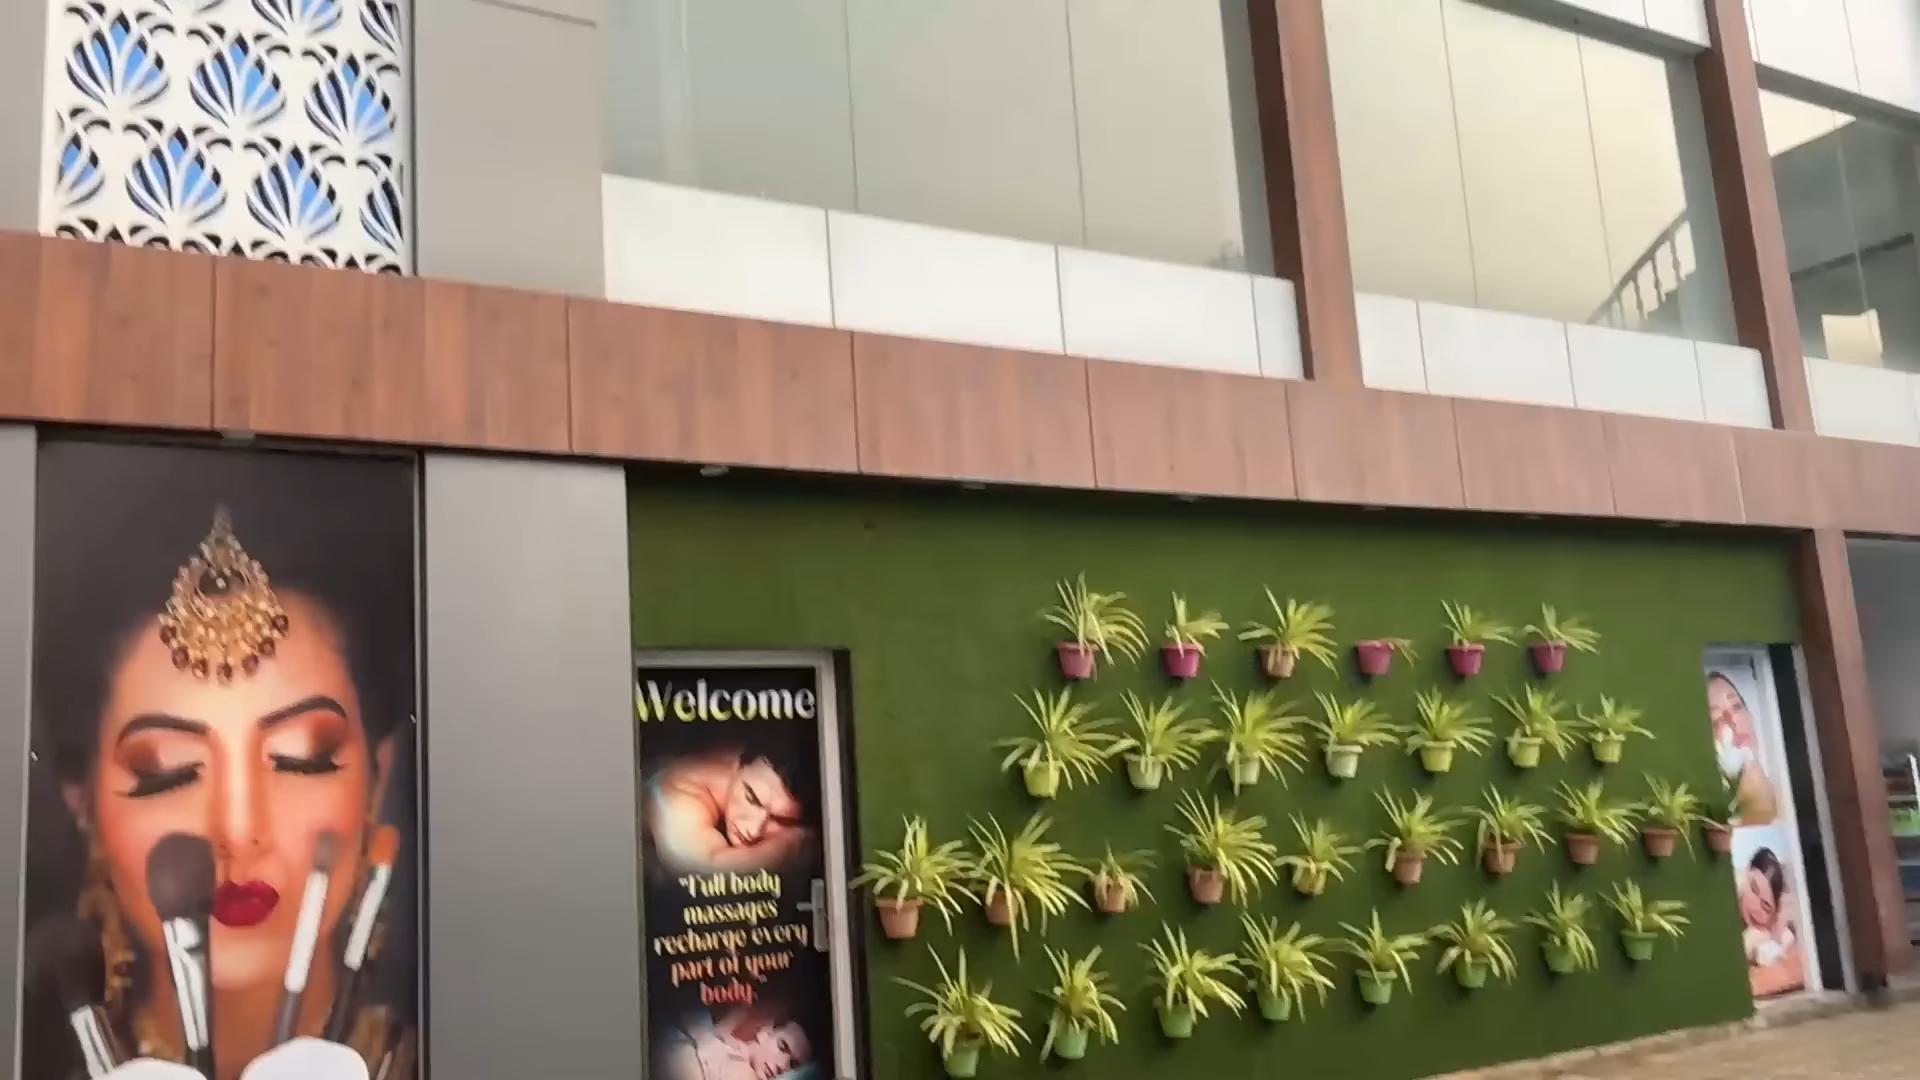 Welcome
"Full body
massages
recharge every
part of your
body."